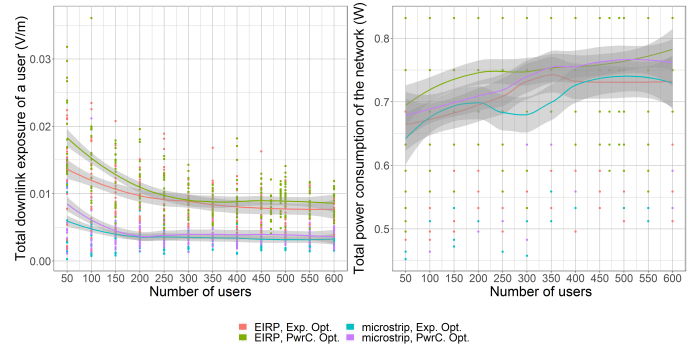 Total downlink exposure of a user (V/m)
0.03
0.02
0.01
0.00
50 100 150 200 250 300 350 400 450 500 550 600
Number of users
Total power consumption of the network (W)
0.8
0.7
0.6
0.5
50 100 150 200 250 300 350 400 450 500 550 600
Number of users
EIRP, Exp. Opt. microstrip, Exp. Opt.
EIRP, PwrC. Opt. microstrip, PwrC. Opt.